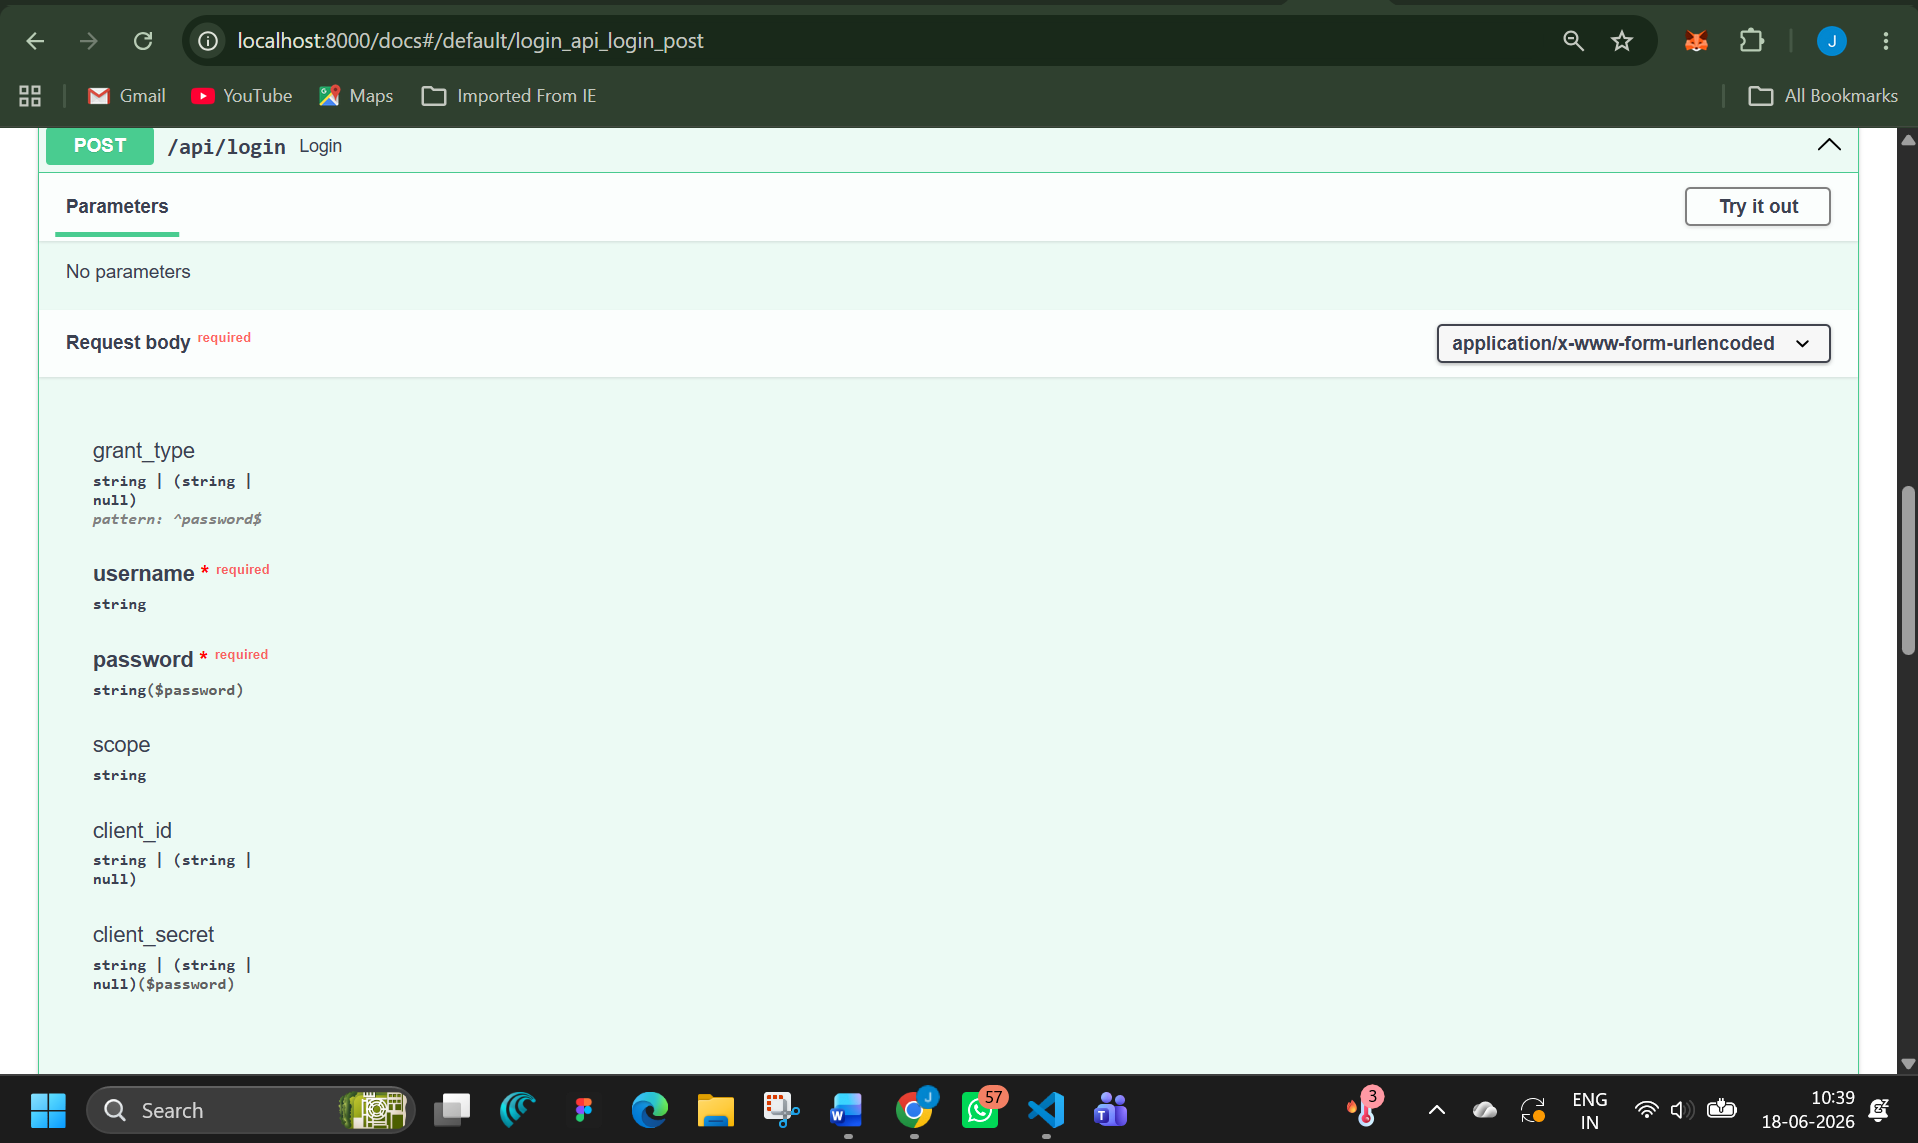 localhost:8000/docs#/default/login_api_login_post
J
Gmail
YouTube
Maps
Imported From IE
All Bookmarks
POST
/api/login
Login
Parameters
Try it out
No parameters
Request body required
application/x-www-form-urlencoded
grant_type
string | (string |
null)
pattern: ^password$
username * required
string
password * required
string($password)
scope
string
client_id
string | (string |
null)
client_secret
string | (string |
null)($password)
Search
W
J
57
T
3
ENG
IN
10:39
18-06-2026